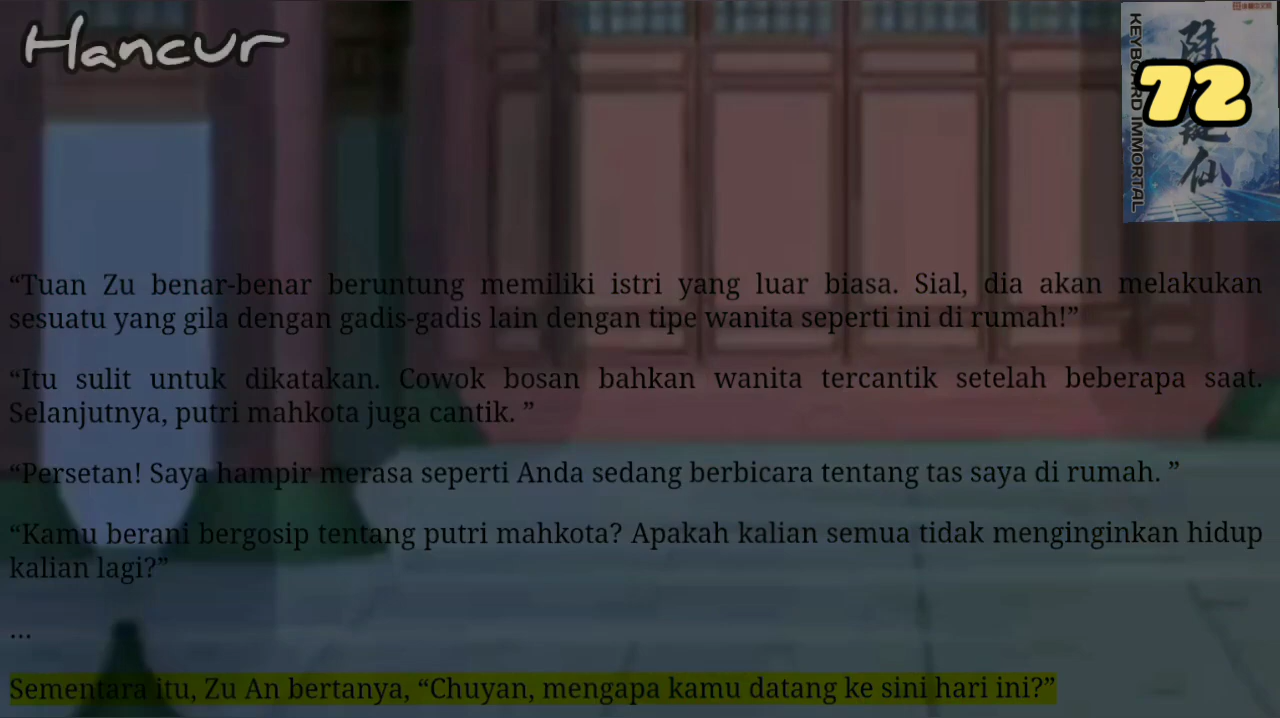 Hancur
KEYBOARD IMMORTAL
72
仙
“Tuan Zu benar-benar beruntung memiliki istri yang luar biasa. Sial, dia akan melakukan
sesuatu yang gila dengan gadis-gadis lain dengan tipe wanita seperti ini di rumah!”
“Itu sulit untuk dikatakan. Cowok bosan bahkan wanita tercantik setelah beberapa saat.
Selanjutnya, putri mahkota juga cantik. ”
“Persetan! Saya hampir merasa seperti Anda sedang berbicara tentang tas saya di rumah. ”
“Kamu berani bergosip tentang putri mahkota? Apakah kalian semua tidak menginginkan hidup
kalian lagi?”
...
Sementara itu, Zu An bertanya, “Chuyan, mengapa kamu datang ke sini hari ini?”